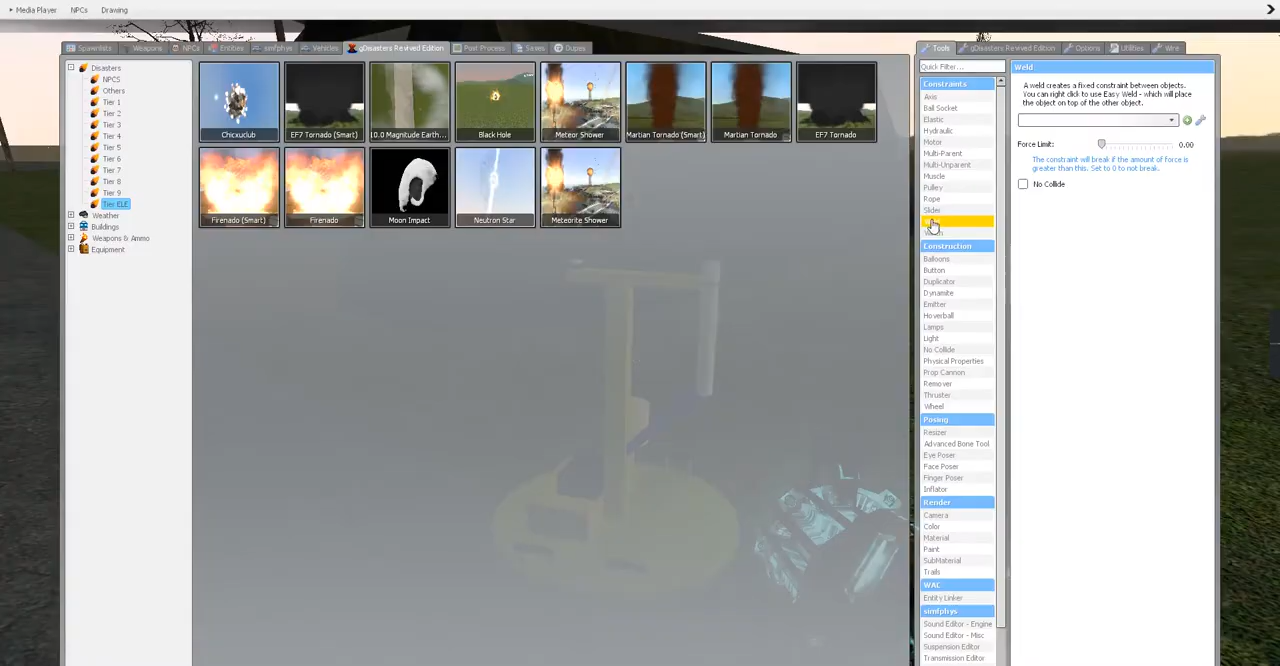 Media Player NPCs Drawing
Spawnlists Weapons NPCs Entities simfphys Vehicles gDisasters Revived Edition Post Process Saves Dupes
Tools gDisasters Revived Edition Options Utilities Wire
Disasters
NPCS
Others
Tier 1
Tier 2
Tier 3
Tier 4
Tier 5
Tier 6
Tier 7
Tier 8
Tier 9
Tier ELE
Weather
Buildings
Weapons & Ammo
Equipment
Chicxuclub EF7 Tornado (Smart) 10.0 Magnitude Earth... Black Hole Meteor Shower Martian Tornado (Smart) Martian Tornado EF7 Tornado
Firenado (Smart) Firenado Moon Impact Neutron Star Meteorite Shower
Quick Filter...
Constraints
Axis
Ball Socket
Elastic
Hydraulic
Motor
Multi-Parent
Multi-Unparent
Muscle
Pulley
Rope
Slider
Construction
Balloons
Button
Duplicator
Dynamite
Emitter
Hoverball
Lamps
Light
No Collide
Physical Properties
Prop Cannon
Remover
Thruster
Wheel
Posing
Resizer
Advanced Bone Tool
Eye Poser
Face Poser
Finger Poser
Inflator
Render
Camera
Color
Material
Paint
SubMaterial
Trails
WAC
Entity Linker
simfphys
Sound Editor - Engine
Sound Editor - Misc
Suspension Editor
Transmission Editor
Weld
A weld creates a fixed constraint between objects.
You can right click to use Easy Weld - which will place
the object on top of the other object.
Force Limit: 0.00
The constraint will break if the amount of force is
greater than this. Set to 0 to not break.
No Collide